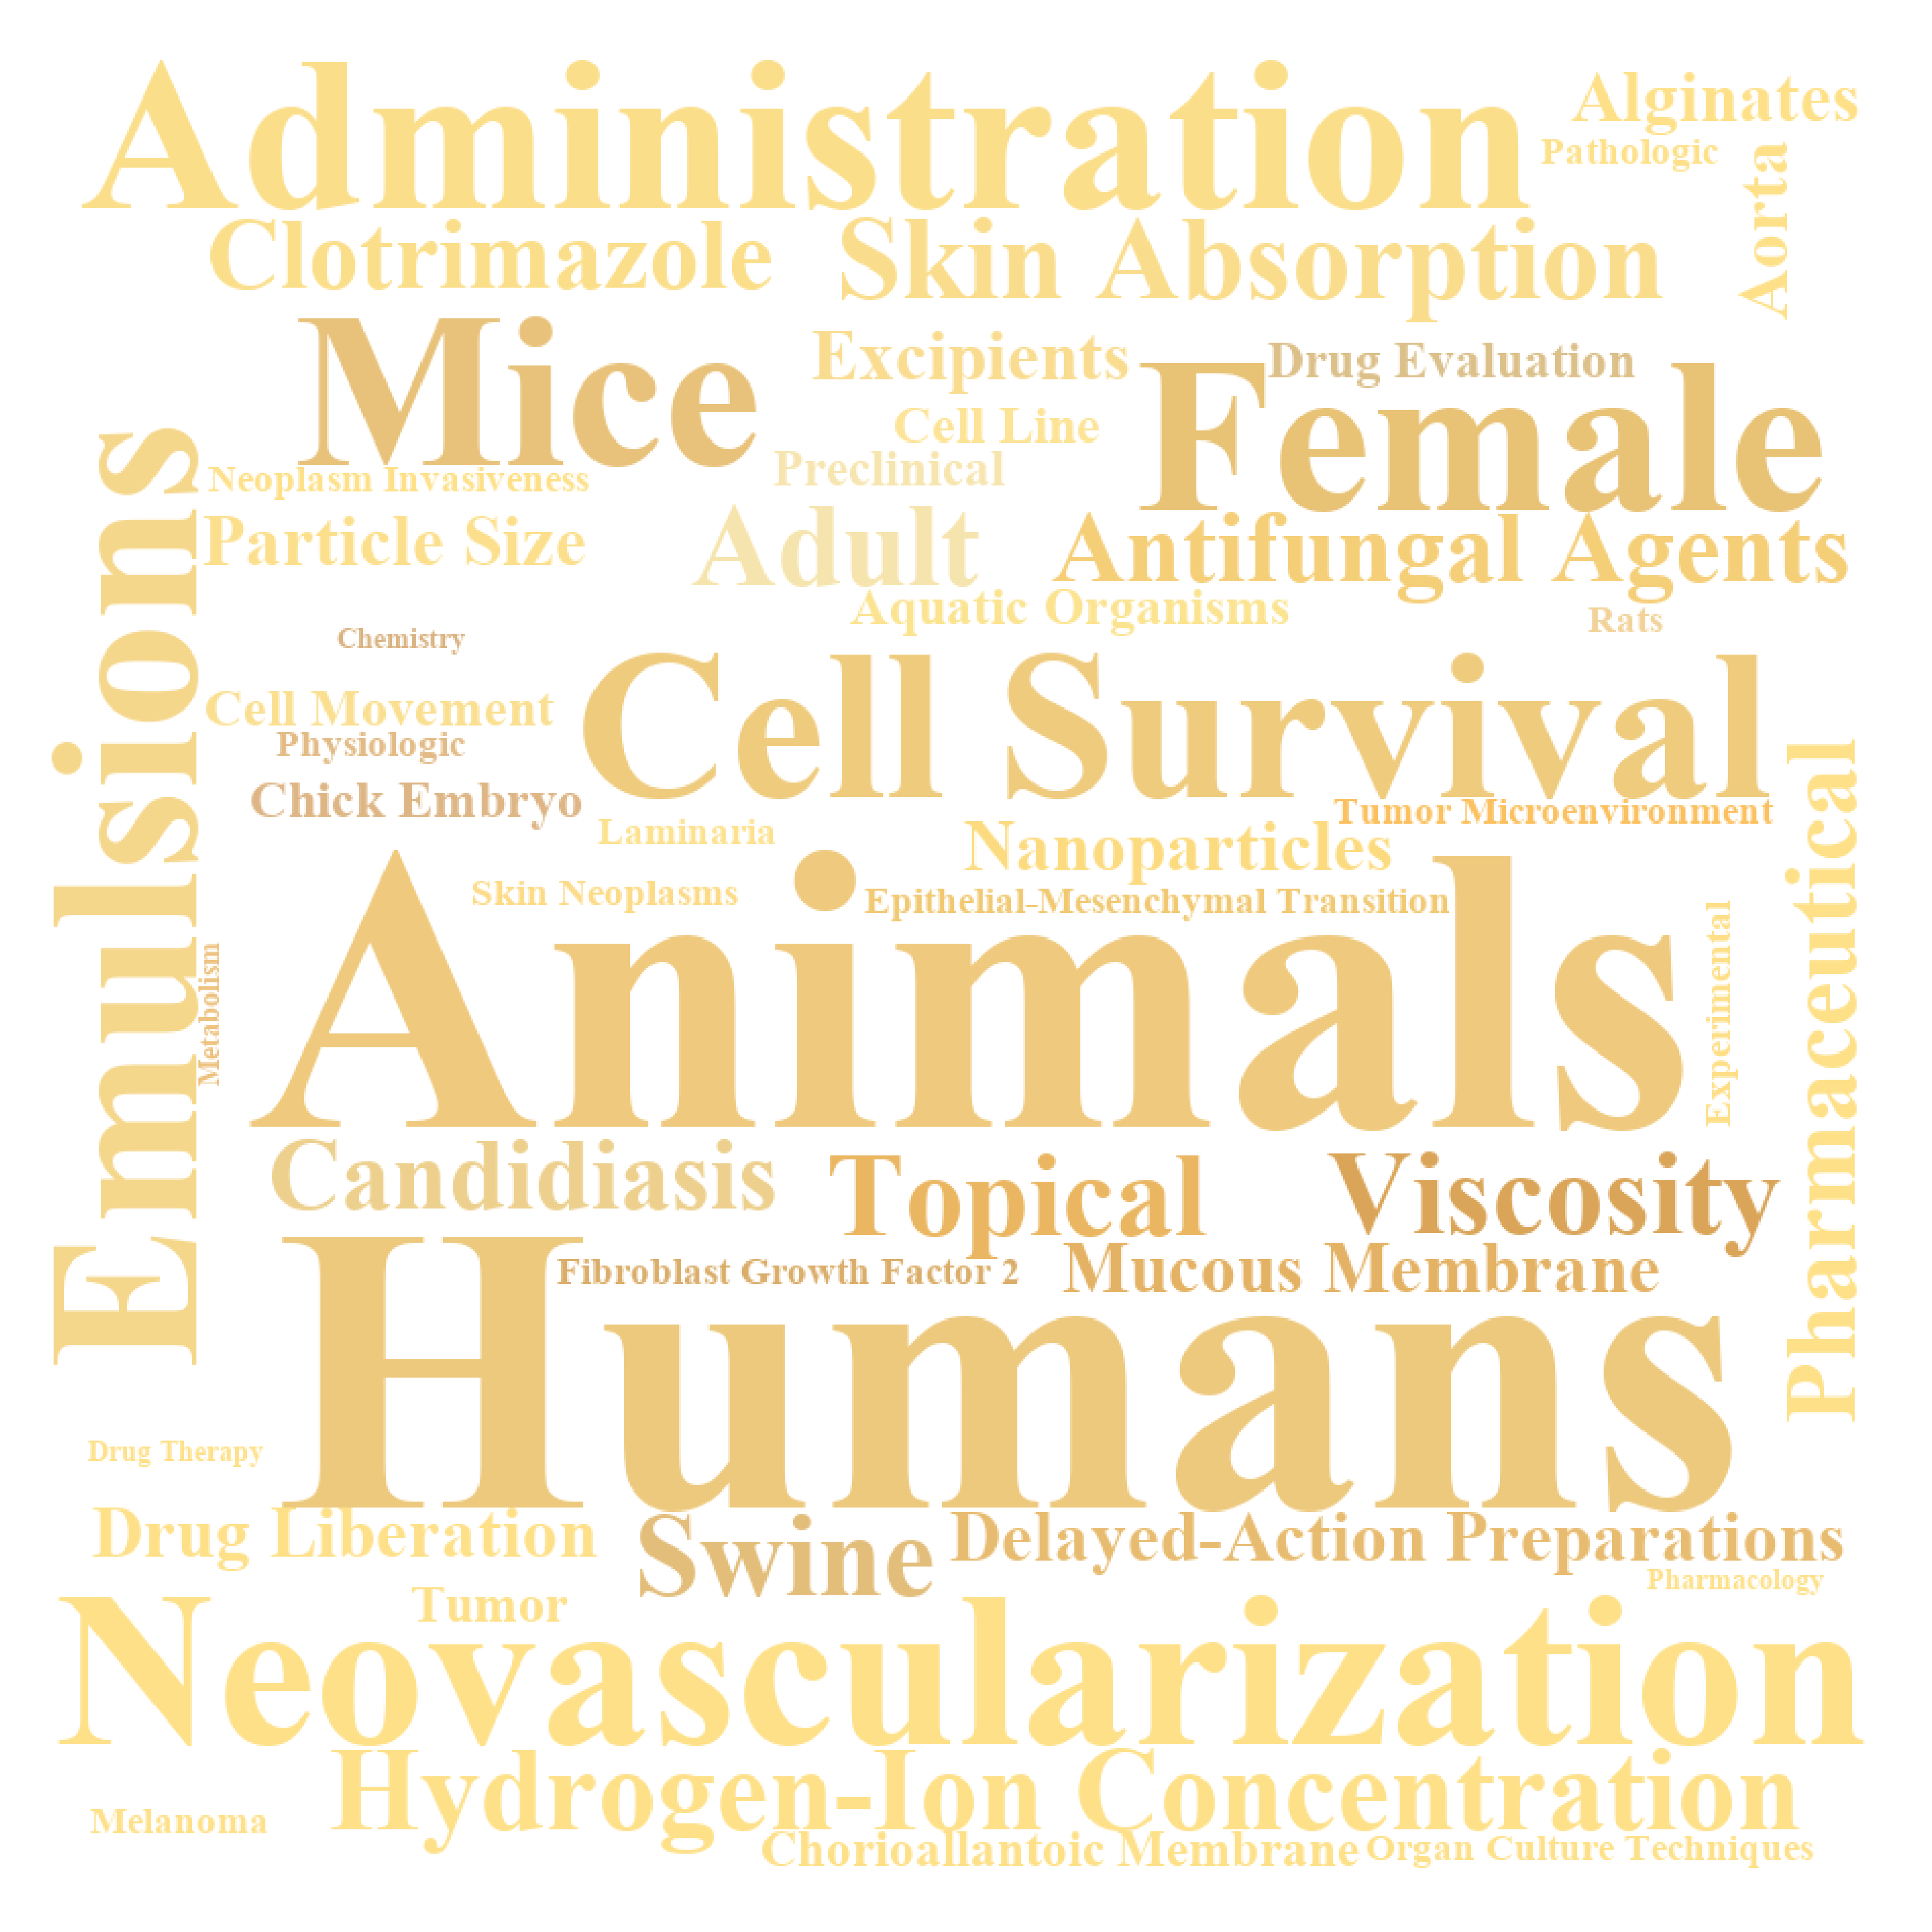 Administration
Alginates
Pathologic
Aorta
Clotrimazole
Skin Absorption
Mice
Excipients
Drug Evaluation
Female
Cell Line
Preclinical
Neoplasm Invasiveness
Emulsions
Particle Size
Adult
Antifungal Agents
Aquatic Organisms
Rats
Chemistry
Cell Survival
Cell Movement
Physiologic
Chick Embryo
Tumor Microenvironment
Laminaria
Nanoparticles
Pharmaceutical
Skin Neoplasms
Epithelial-Mesenchymal Transition
Animals
Metabolism
Experimental
Candidiasis
Topical
Viscosity
Fibroblast Growth Factor 2
Mucous Membrane
Humans
Drug Therapy
Drug Liberation
Swine
Delayed-Action Preparations
Tumor
Pharmacology
Neovascularization
Hydrogen-Ion Concentration
Melanoma
Chorioallantoic Membrane
Organ Culture Techniques